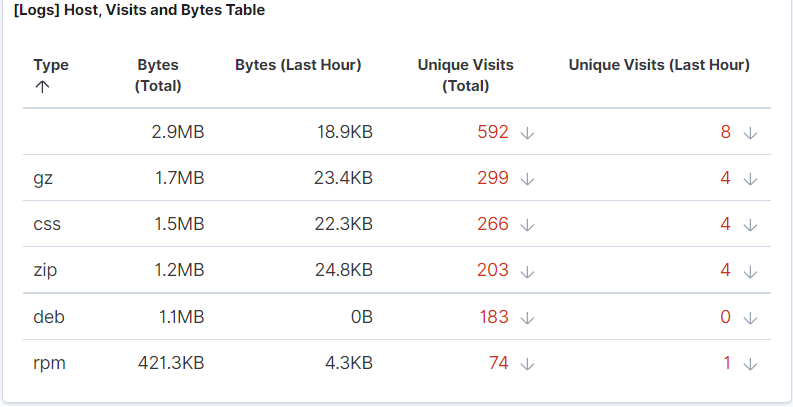 [Logs] Host, Visits and Bytes Table
Type Bytes (Total) Bytes (Last Hour) Unique Visits (Total) Unique Visits (Last Hour)
2.9MB 18.9KB 592 8
gz 1.7MB 23.4KB 299 4
css 1.5MB 22.3KB 266 4
zip 1.2MB 24.8KB 203 4
deb 1.1MB 0B 183 0
rpm 421.3KB 4.3KB 74 1